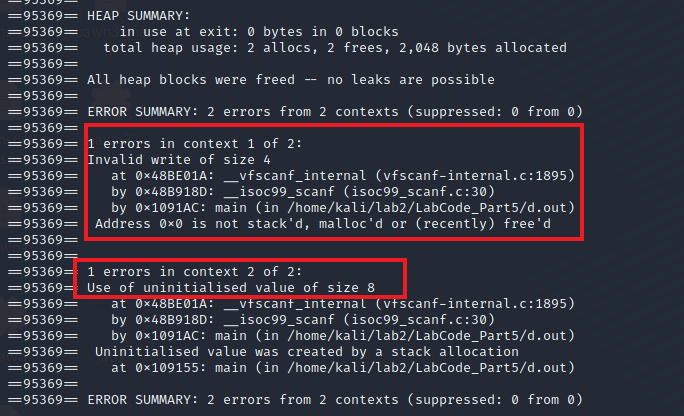 ==95369== HEAP SUMMARY:
==95369==     in use at exit: 0 bytes in 0 blocks
==95369==   total heap usage: 2 allocs, 2 frees, 2,048 bytes allocated
==95369==
==95369== All heap blocks were freed -- no leaks are possible
==95369==
==95369== ERROR SUMMARY: 2 errors from 2 contexts (suppressed: 0 from 0)
==95369==
==95369== 1 errors in context 1 of 2:
==95369== Invalid write of size 4
==95369==    at 0×48BE01A: __vfscanf_internal (vfscanf-internal.c:1895)
==95369==    by 0×48B918D: __isoc99_scanf (isoc99_scanf.c:30)
==95369==    by 0×1091AC: main (in /home/kali/lab2/LabCode_Part5/d.out)
==95369==  Address 0×0 is not stack'd, malloc'd or (recently) free'd
==95369==
==95369==
==95369== 1 errors in context 2 of 2:
==95369== Use of uninitialised value of size 8
==95369==    at 0×48BE01A: __vfscanf_internal (vfscanf-internal.c:1895)
==95369==    by 0×48B918D: __isoc99_scanf (isoc99_scanf.c:30)
==95369==    by 0×1091AC: main (in /home/kali/lab2/LabCode_Part5/d.out)
==95369==  Uninitialised value was created by a stack allocation
==95369==    at 0×109155: main (in /home/kali/lab2/LabCode_Part5/d.out)
==95369==
==95369== ERROR SUMMARY: 2 errors from 2 contexts (suppressed: 0 from 0)